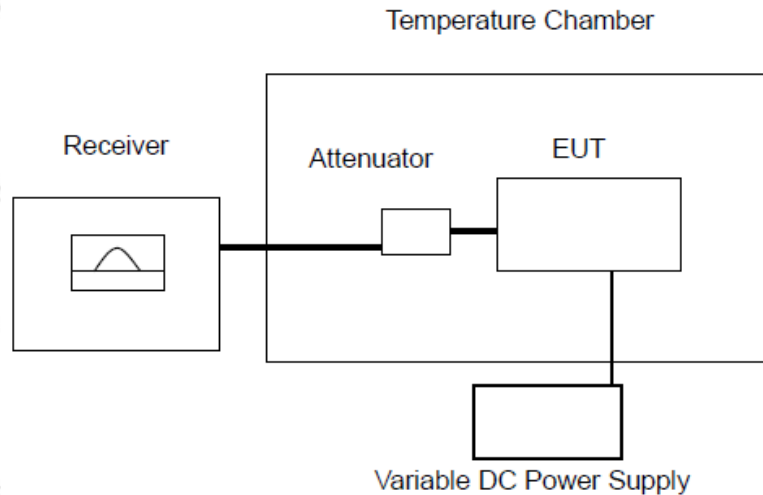 Temperature Chamber
Receiver
Attenuator
EUT
Variable DC Power Supply